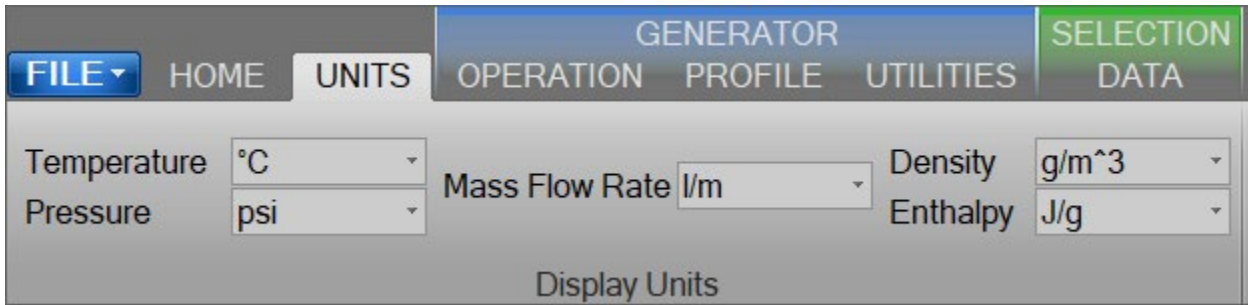 GENERATOR SELECTION
FILE HOME UNITS OPERATION PROFILE UTILITIES DATA
Temperature °C Mass Flow Rate l/m Density g/m^3
Pressure psi Enthalpy J/g
Display Units